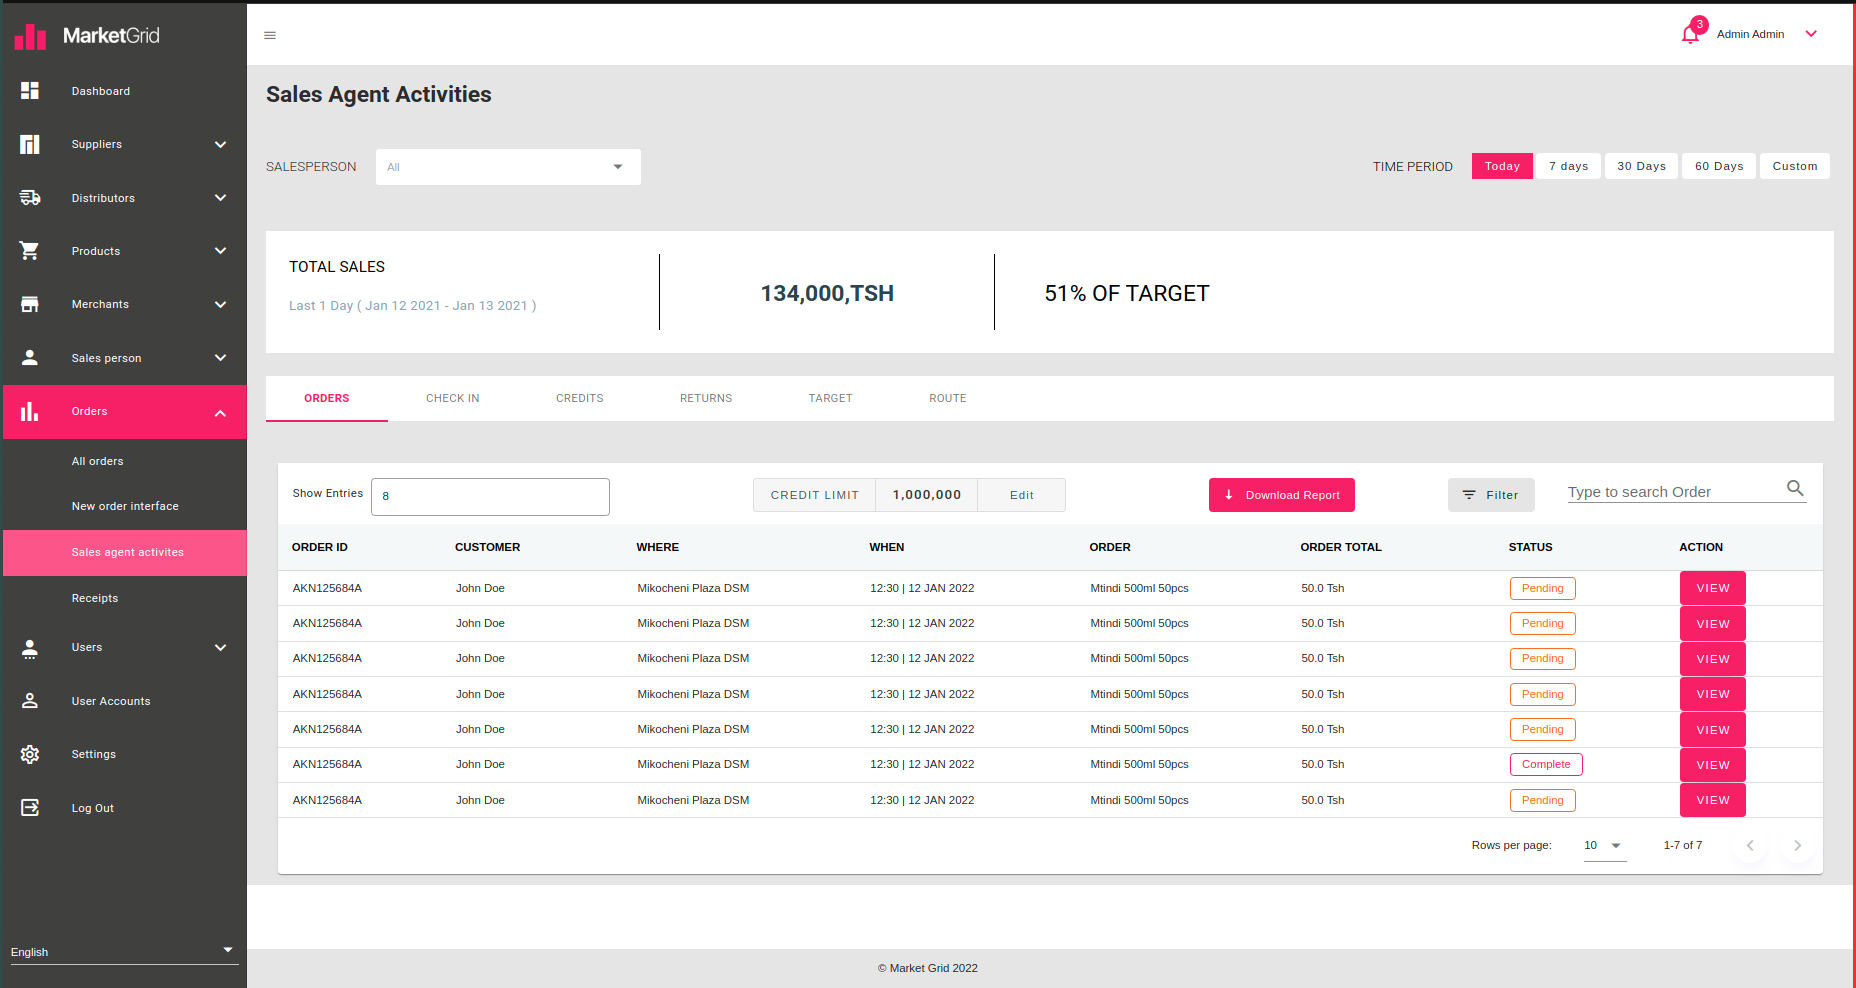 MarketGrid
3
Admin Admin
Dashboard
Suppliers
Distributors
Products
Merchants
Sales person
Orders
All orders
New order interface
Sales agent activites
Receipts
Users
User Accounts
Settings
Log Out
English
Sales Agent Activities
SALESPERSON All
TIME PERIOD Today 7 days 30 Days 60 Days Custom
TOTAL SALES
Last 1 Day ( Jan 12 2021 - Jan 13 2021 )
134,000,TSH
51% OF TARGET
ORDERS CHECK IN CREDITS RETURNS TARGET ROUTE
Show Entries 8 CREDIT LIMIT 1,000,000 Edit Download Report Filter Type to search Order
ORDER ID CUSTOMER WHERE WHEN ORDER ORDER TOTAL STATUS ACTION
AKN125684A John Doe Mikocheni Plaza DSM 12:30 | 12 JAN 2022 Mtindi 500ml 50pcs 50.0 Tsh Pending VIEW
AKN125684A John Doe Mikocheni Plaza DSM 12:30 | 12 JAN 2022 Mtindi 500ml 50pcs 50.0 Tsh Pending VIEW
AKN125684A John Doe Mikocheni Plaza DSM 12:30 | 12 JAN 2022 Mtindi 500ml 50pcs 50.0 Tsh Pending VIEW
AKN125684A John Doe Mikocheni Plaza DSM 12:30 | 12 JAN 2022 Mtindi 500ml 50pcs 50.0 Tsh Pending VIEW
AKN125684A John Doe Mikocheni Plaza DSM 12:30 | 12 JAN 2022 Mtindi 500ml 50pcs 50.0 Tsh Pending VIEW
AKN125684A John Doe Mikocheni Plaza DSM 12:30 | 12 JAN 2022 Mtindi 500ml 50pcs 50.0 Tsh Complete VIEW
AKN125684A John Doe Mikocheni Plaza DSM 12:30 | 12 JAN 2022 Mtindi 500ml 50pcs 50.0 Tsh Pending VIEW
Rows per page: 10 1-7 of 7
© Market Grid 2022